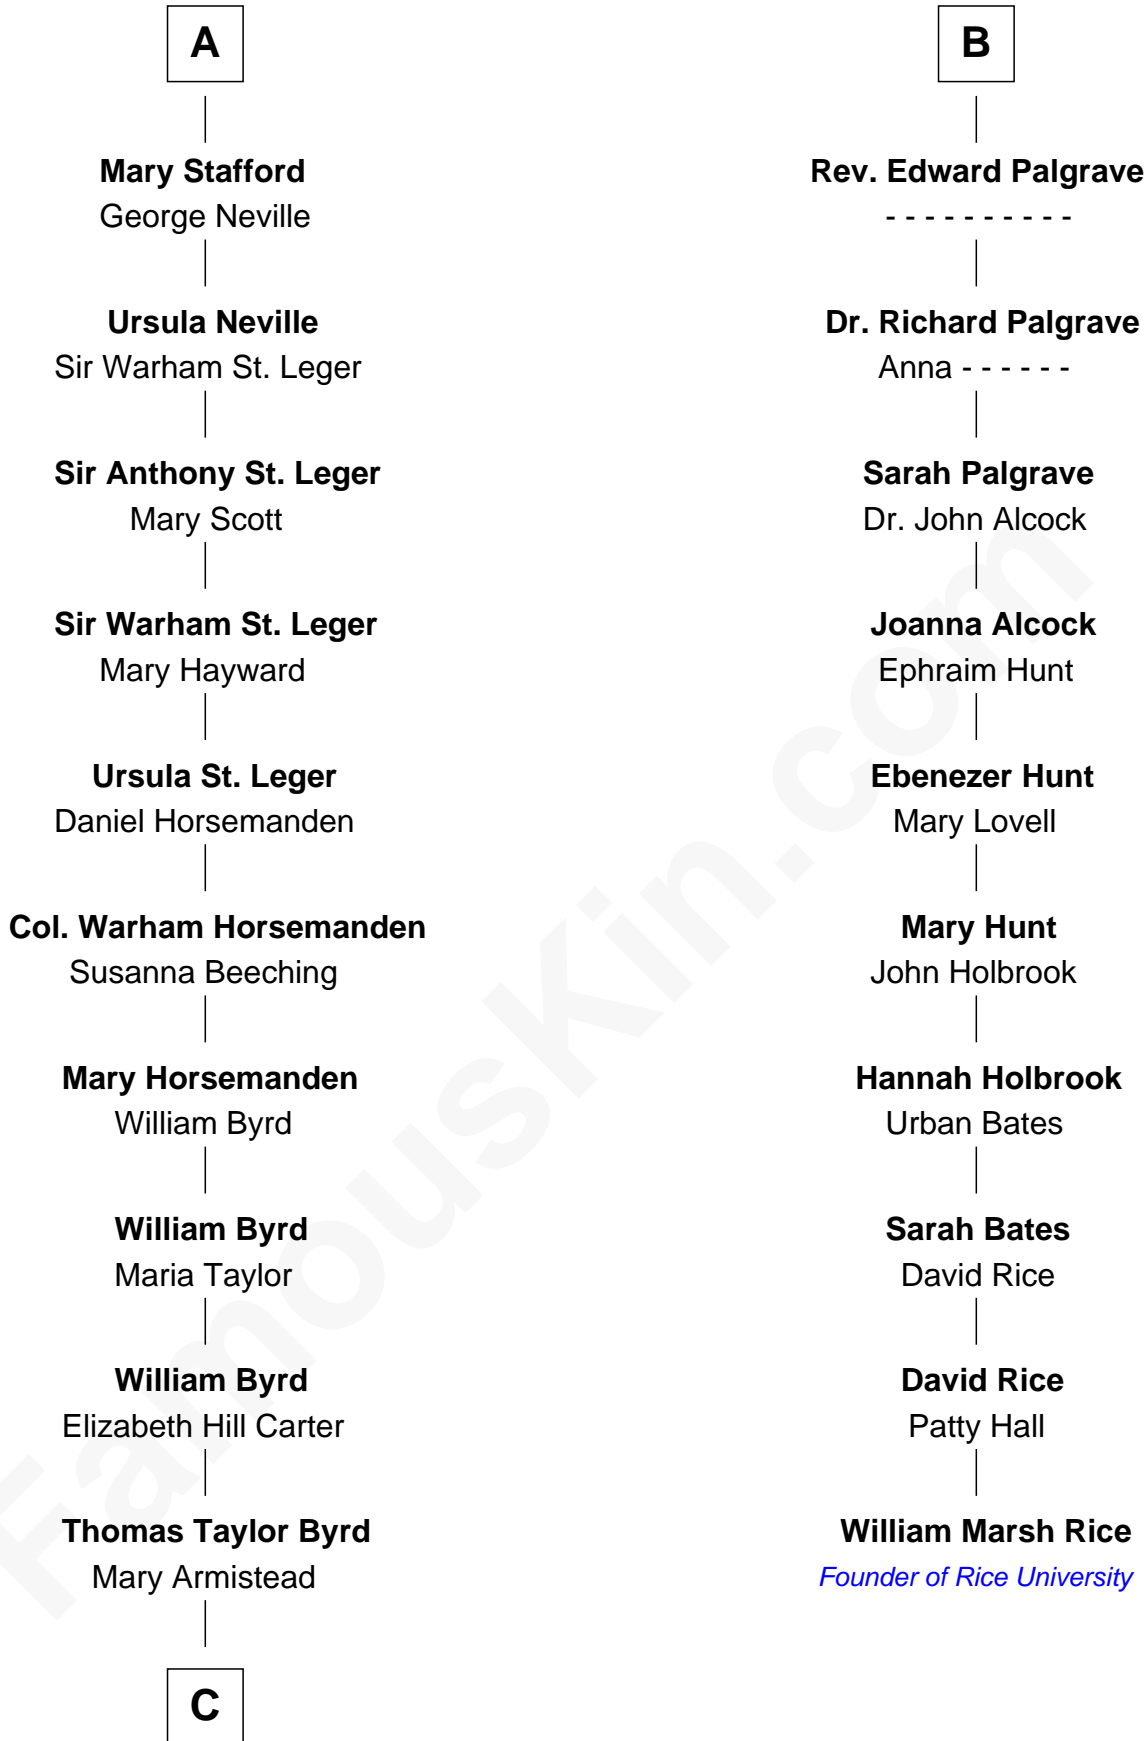 A
Mary Stafford
George Neville
Ursula Neville
Sir Warham St. Leger
Sir Anthony St. Leger
Mary Scott
Sir Warham St. Leger
Mary Hayward
Ursula St. Leger
Daniel Horsemanden
Col. Warham Horsemanden
Susanna Beeching
Mary Horsemanden
William Byrd
William Byrd
Maria Taylor
William Byrd
Elizabeth Hill Carter
Thomas Taylor Byrd
Mary Armistead
C
B
Rev. Edward Palgrave
- - - - - - - - - -
Dr. Richard Palgrave
Anna - - - - - -
Sarah Palgrave
Dr. John Alcock
Joanna Alcock
Ephraim Hunt
Ebenezer Hunt
Mary Lovell
Mary Hunt
John Holbrook
Hannah Holbrook
Urban Bates
Sarah Bates
David Rice
David Rice
Patty Hall
William Marsh Rice
Founder of Rice University
FamousKin.com